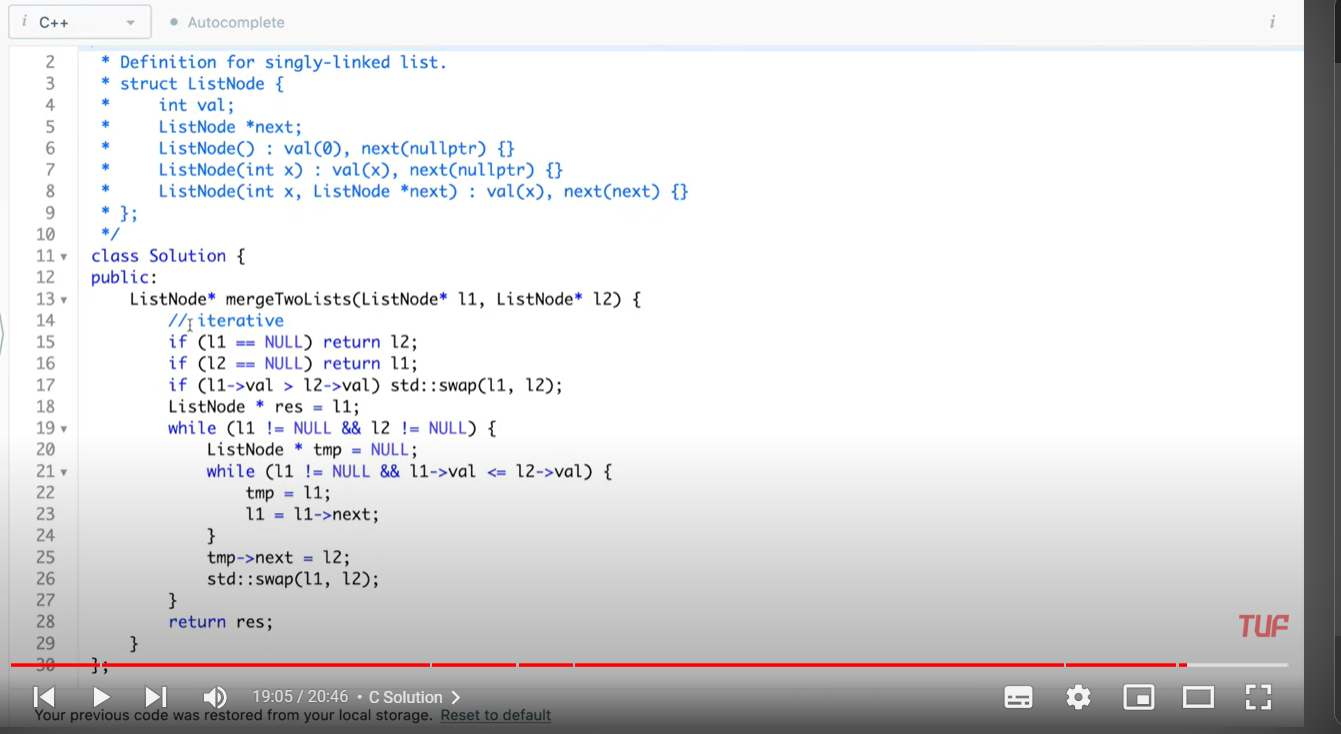 i C++ Autocomplete i
2 * Definition for singly-linked list.
3 * struct ListNode {
4 *     int val;
5 *     ListNode *next;
6 *     ListNode() : val(0), next(nullptr) {}
7 *     ListNode(int x) : val(x), next(nullptr) {}
8 *     ListNode(int x, ListNode *next) : val(x), next(next) {}
9 * };
10 */
11 class Solution {
12 public:
13     ListNode* mergeTwoLists(ListNode* l1, ListNode* l2) {
14         // iterative
15         if (l1 == NULL) return l2;
16         if (l2 == NULL) return l1;
17         if (l1->val > l2->val) std::swap(l1, l2);
18         ListNode * res = l1;
19         while (l1 != NULL && l2 != NULL) {
20             ListNode * tmp = NULL;
21             while (l1 != NULL && l1->val <= l2->val) {
22                 tmp = l1;
23                 l1 = l1->next;
24             }
25             tmp->next = l2;
26             std::swap(l1, l2);
27         }
28         return res;
29     }
30 };
TUF
19:05 / 20:46 • C Solution >
Your previous code was restored from your local storage. Reset to default